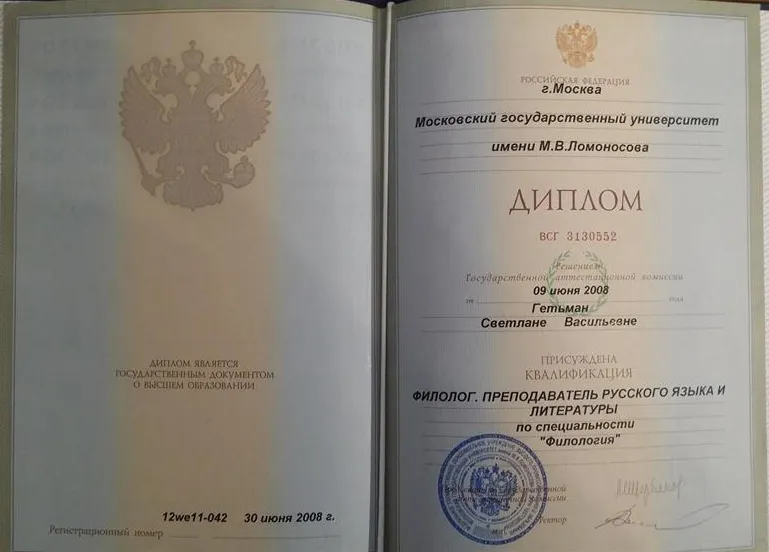 ДИПЛОМ ЯВЛЯЕТСЯ
ГОСУДАРСТВЕННЫМ ДОКУМЕНТОМ
О ВЫСШЕМ ОБРАЗОВАНИИ
12we11-042 30 июня 2008 г.
Регистрационный номер
РОССИЙСКАЯ ФЕДЕРАЦИЯ
г.Москва
Московский государственный университет
имени М.В.Ломоносова
ДИПЛОМ
ВСГ 3130552
Решением
Государственной аттестационной комиссии
09 июня 2008
от года
Гетьман
Светлане Васильевне
ПРИСУЖДЕНА
КВАЛИФИКАЦИЯ
ФИЛОЛОГ. ПРЕПОДАВАТЕЛЬ РУССКОГО ЯЗЫКА И
ЛИТЕРАТУРЫ
по специальности
"Филология"